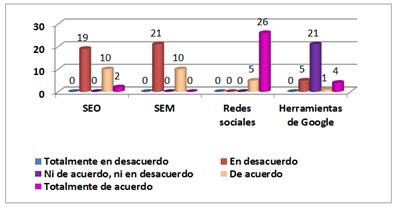 30
20
10
0
0 19 0 10 2
0 21 0 10 0
0 0 0 5 26
0 5 21 1 4
SEO SEM Redes sociales Herramientas de Google
Totalmente en desacuerdo En desacuerdo
Ni de acuerdo, ni en desacuerdo De acuerdo
Totalmente de acuerdo